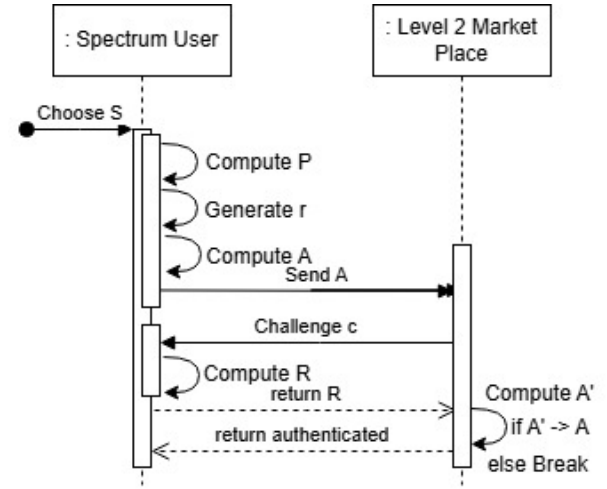 : Spectrum User
: Level 2 Market
Place
Choose S
Compute P
Generate r
Compute A
Send A
Challenge c
Compute R
return R
Compute A'
if A' -> A
return authenticated
else Break